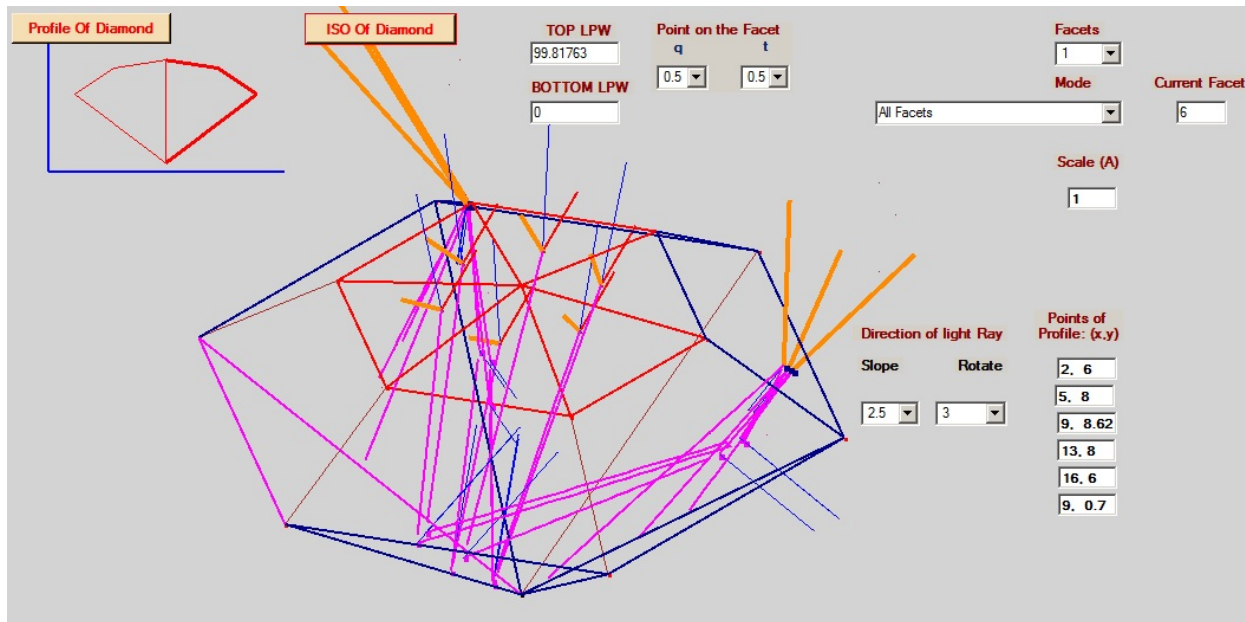 Profile Of Diamond
ISO Of Diamond
TOP LPW
99.81763
BOTTOM LPW
0
Point on the Facet
q t
0.5 0.5
Facets
1
Mode Current Facet
All Facets 6
Scale (A)
1
Direction of light Ray
Slope Rotate
2.5 3
Points of
Profile: (x,y)
2, 6
5, 8
9, 8.62
13, 8
16, 6
9, 0.7